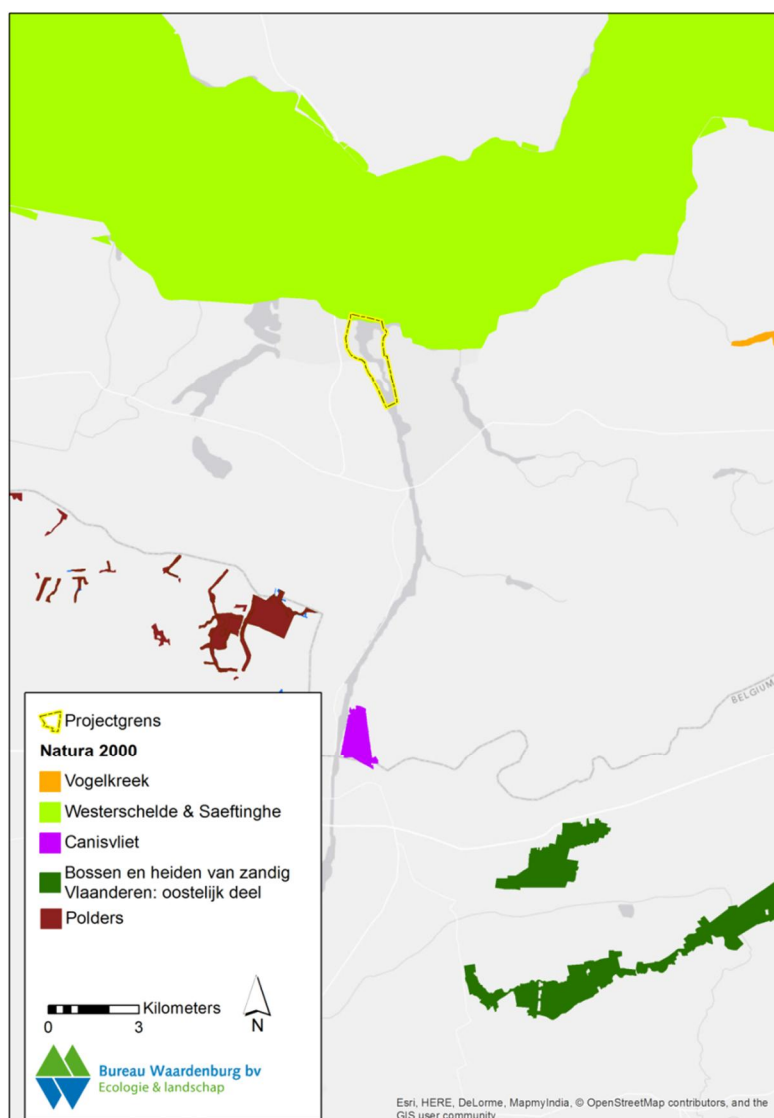 BELGIUM
Projectgrens
Natura 2000
Vogelkreek
Westerschelde & Saeftinghe
Canisvliet
Bossen en heiden van zandig
Vlaanderen: oostelijk deel
Polders
Kilometers
0 3
N
Bureau Waardenburg bv
Ecologie & landschap
Esri, HERE, DeLorme, MapmyIndia, © OpenStreetMap contributors, and the
GIS user community